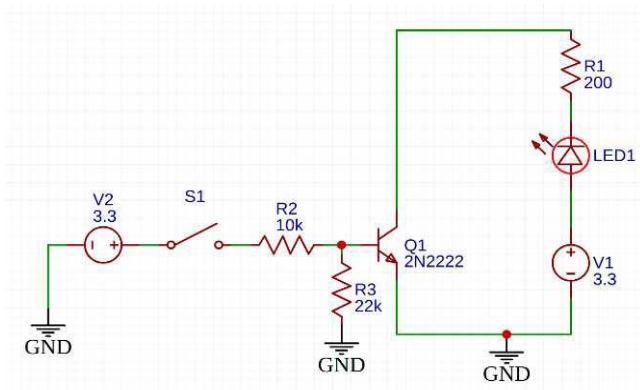 R1
200
LED1
V2
3.3
S1
R2
10k
Q1
2N2222
V1
3.3
R3
22k
GND
GND
GND